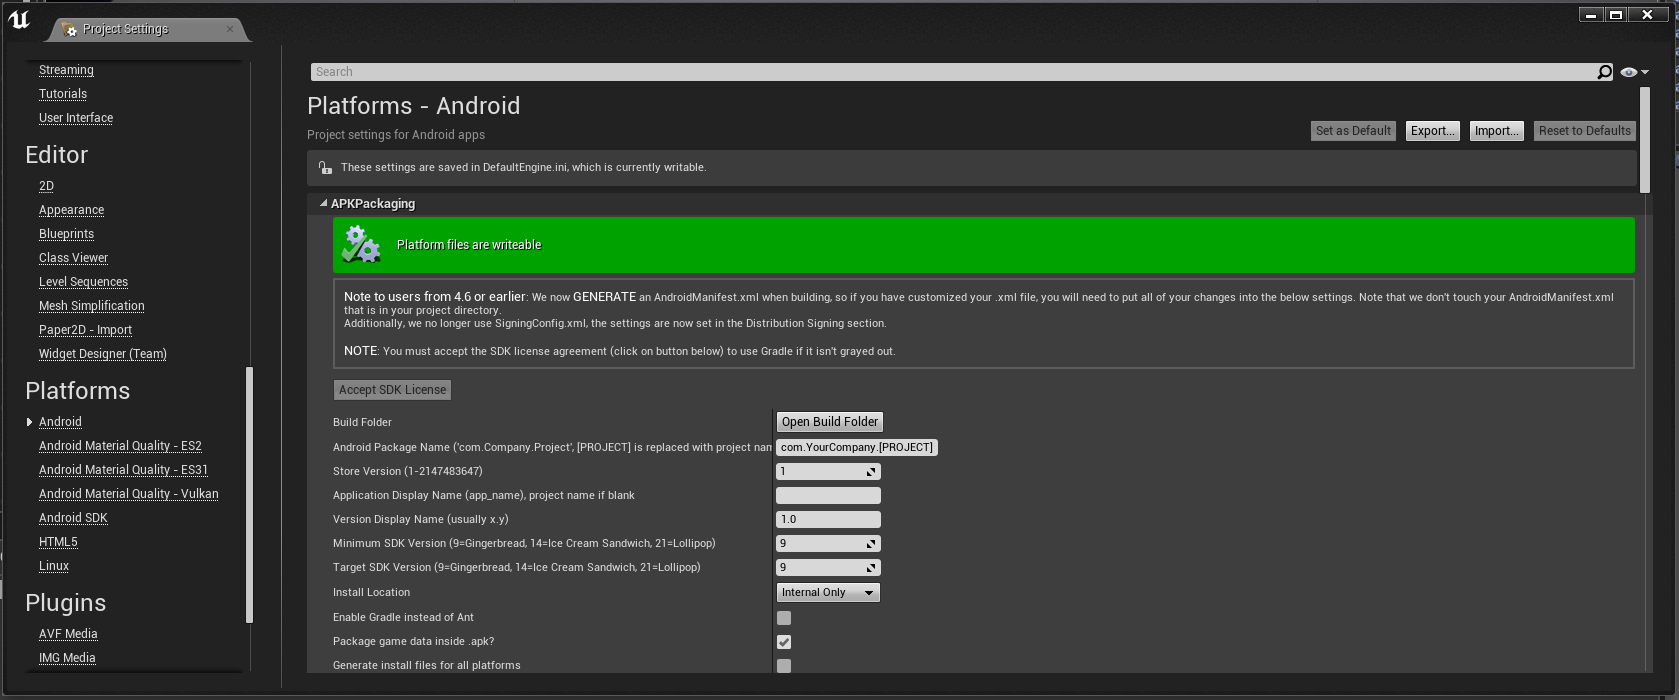 Project Settings
Streaming
Tutorials
User Interface
Editor
2D
Appearance
Blueprints
Class Viewer
Level Sequences
Mesh Simplification
Paper2D - Import
Widget Designer (Team)
Platforms
Android
Android Material Quality - ES2
Android Material Quality - ES31
Android Material Quality - Vulkan
Android SDK
HTML5
Linux
Plugins
AVF Media
IMG Media
Search
Platforms - Android
Project settings for Android apps
Set as Default
Export...
Import...
Reset to Defaults
These settings are saved in DefaultEngine.ini, which is currently writable.
APKPackaging
Platform files are writeable
Note to users from 4.6 or earlier: We now GENERATE an AndroidManifest.xml when building, so if you have customized your .xml file, you will need to put all of your changes into the below settings. Note that we don't touch your AndroidManifest.xml
that is in your project directory.
Additionally, we no longer use SigningConfig.xml, the settings are now set in the Distribution Signing section.
NOTE: You must accept the SDK license agreement (click on button below) to use Gradle if it isn't grayed out.
Accept SDK License
Build Folder
Open Build Folder
Android Package Name ('com.Company.Project', [PROJECT] is replaced with project nam
com.YourCompany.[PROJECT]
Store Version (1-2147483647)
1
Application Display Name (app_name), project name if blank
Version Display Name (usually x.y)
1.0
Minimum SDK Version (9=Gingerbread, 14=Ice Cream Sandwich, 21=Lollipop)
9
Target SDK Version (9=Gingerbread, 14=Ice Cream Sandwich, 21=Lollipop)
9
Install Location
Internal Only
Enable Gradle instead of Ant
Package game data inside .apk?
Generate install files for all platforms